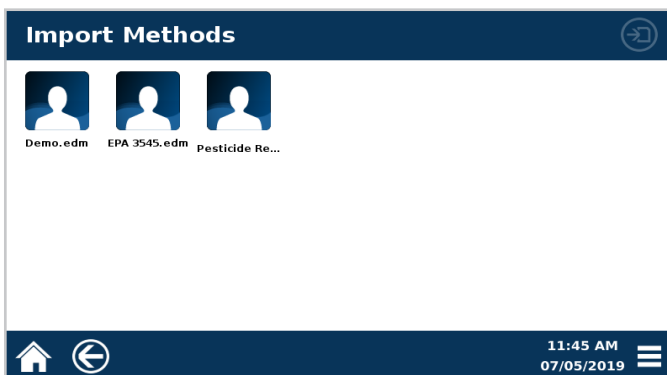 Import Methods
Demo.edm
EPA 3545.edm
Pesticide Re...
11:45 AM
07/05/2019